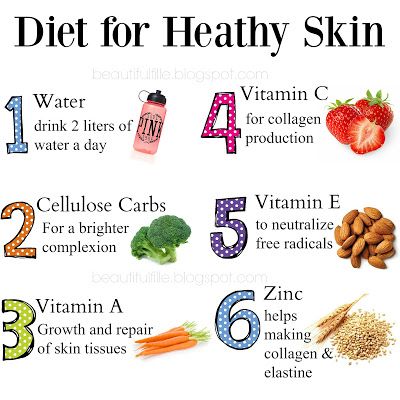 Diet for Heathy Skin
beautifulfille.blogspot.com
1 Water
drink 2 liters of
water a day
PINK
2 Cellulose Carbs
For a brighter
complexion
3 Vitamin A
Growth and repair
of skin tissues
4 Vitamin C
for collagen
production
5 Vitamin E
to neutralize
free radicals
beautifulfille.blogspot.com
6 Zinc
helps
making
collagen &
elastine